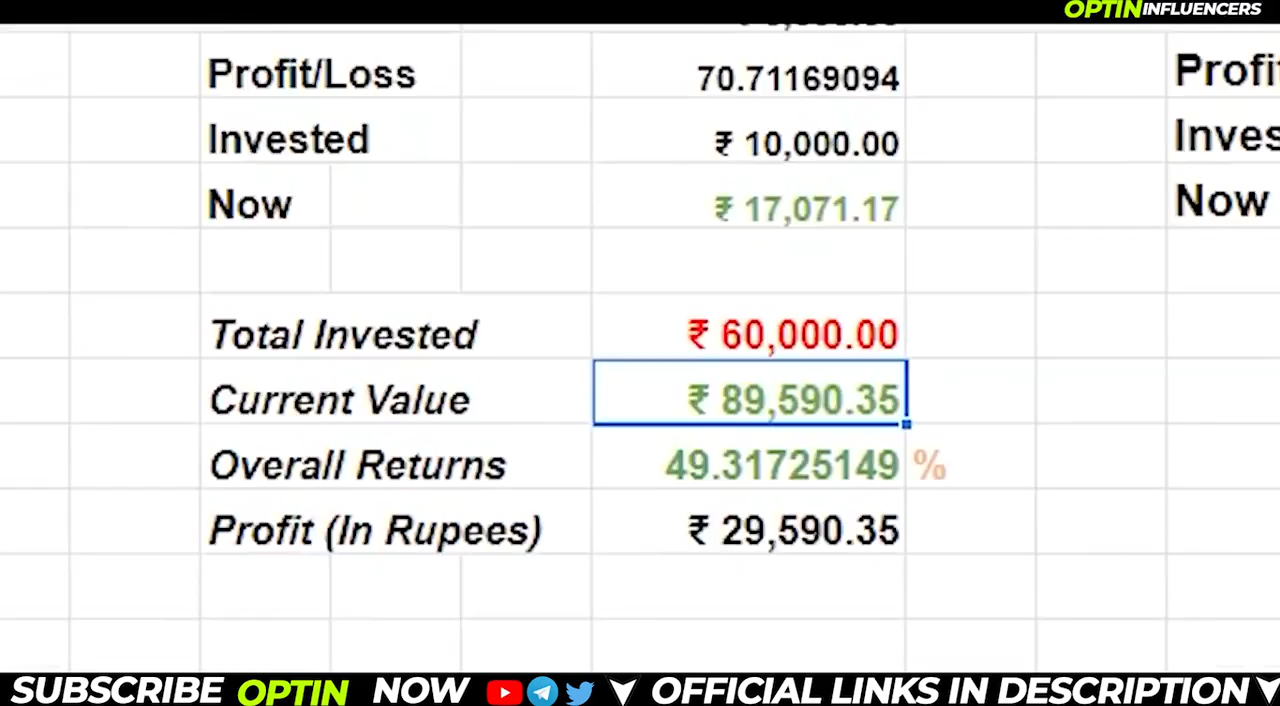 OPTIN INFLUENCERS
Profit/Loss 70.71169094
Invested ₹ 10,000.00
Now ₹ 17,071.17
Total Invested ₹ 60,000.00
Current Value ₹ 89,590.35
Overall Returns 49.31725149 %
Profit (In Rupees) ₹ 29,590.35
Now
SUBSCRIBE OPTIN NOW OFFICIAL LINKS IN DESCRIPTION